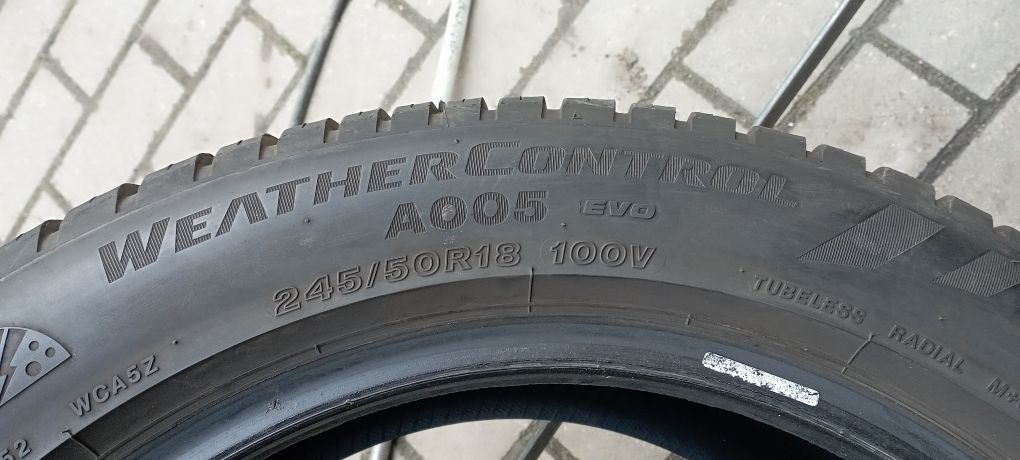 WEATHERCONTROL
A005 EVO
245/50R18 100V
TUBELESS RADIAL
WCA5Z